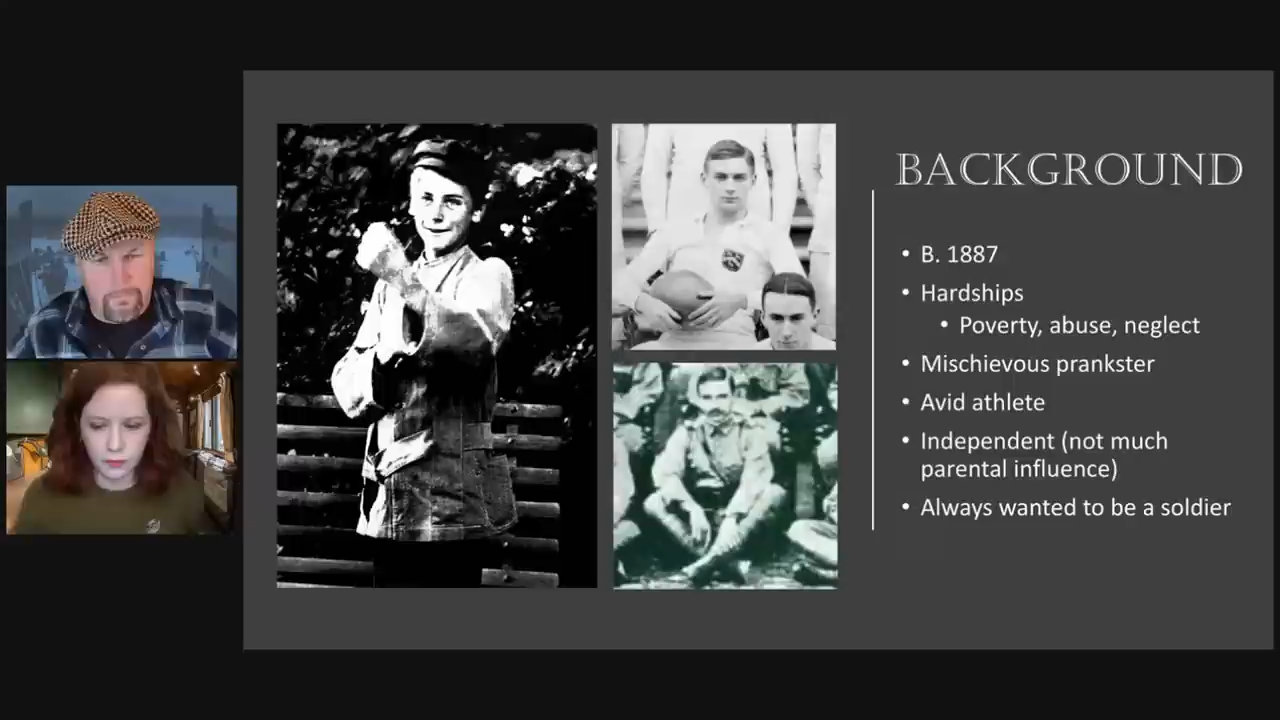 BACKGROUND
• B. 1887
• Hardships
• Poverty, abuse, neglect
• Mischievous prankster
• Avid athlete
• Independent (not much
parental influence)
• Always wanted to be a soldier